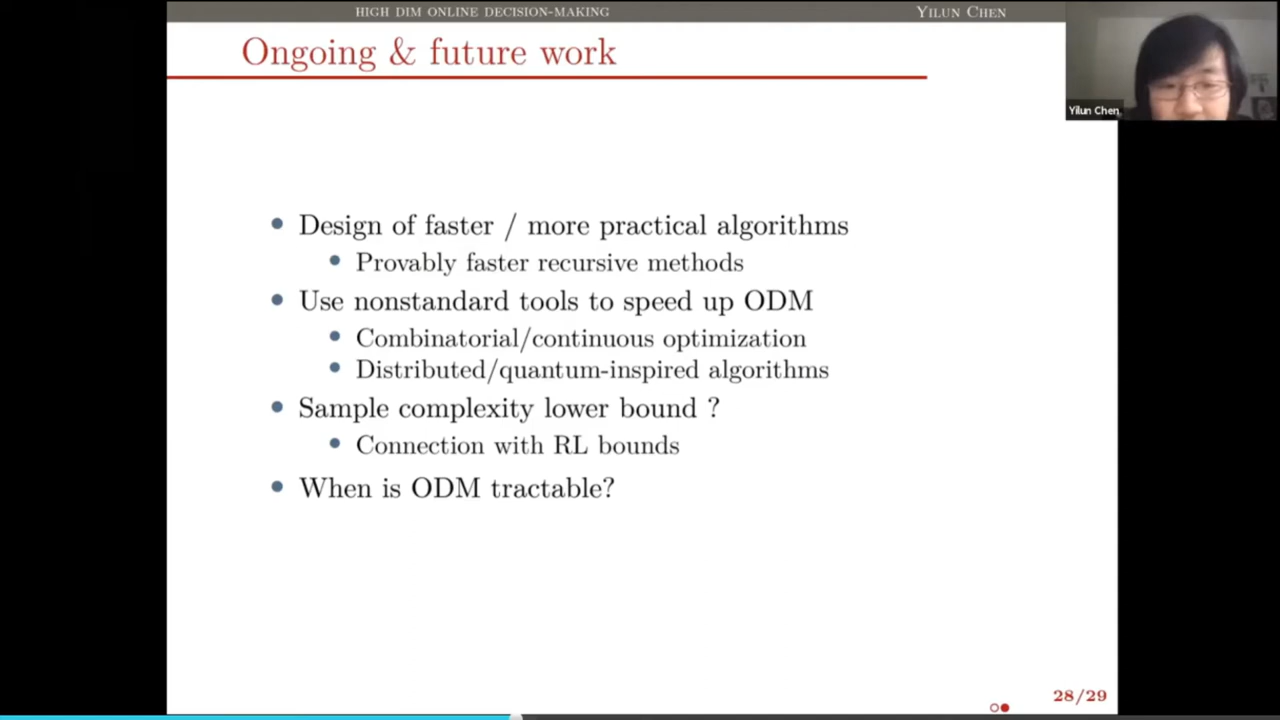 HIGH DIM ONLINE DECISION-MAKING YILUN CHEN
Ongoing & future work
Yilun Chen
Design of faster / more practical algorithms
Provably faster recursive methods
Use nonstandard tools to speed up ODM
Combinatorial/continuous optimization
Distributed/quantum-inspired algorithms
Sample complexity lower bound ?
Connection with RL bounds
When is ODM tractable?
28/29